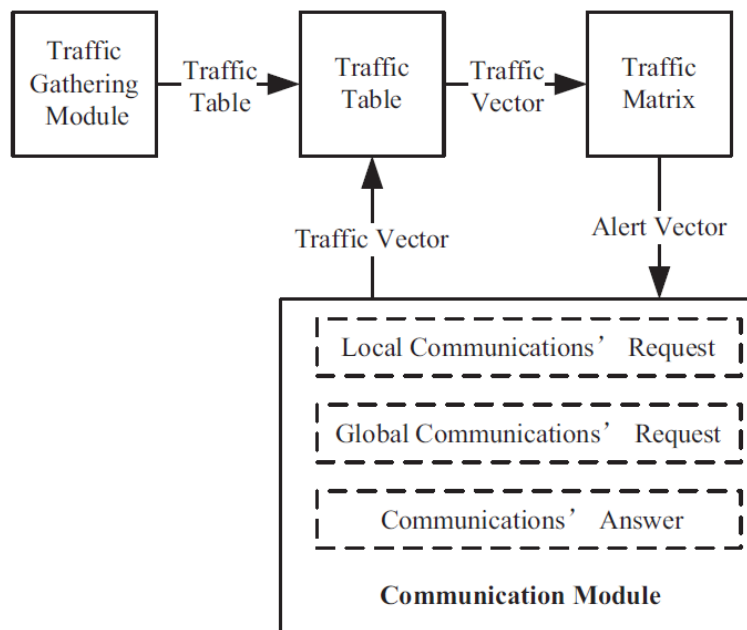 Traffic
Gathering
Module
Traffic
Table
Traffic
Table
Traffic
Vector
Traffic
Matrix
Traffic Vector
Alert Vector
Local Communications’ Request
Global Communications’ Request
Communications’ Answer
Communication Module